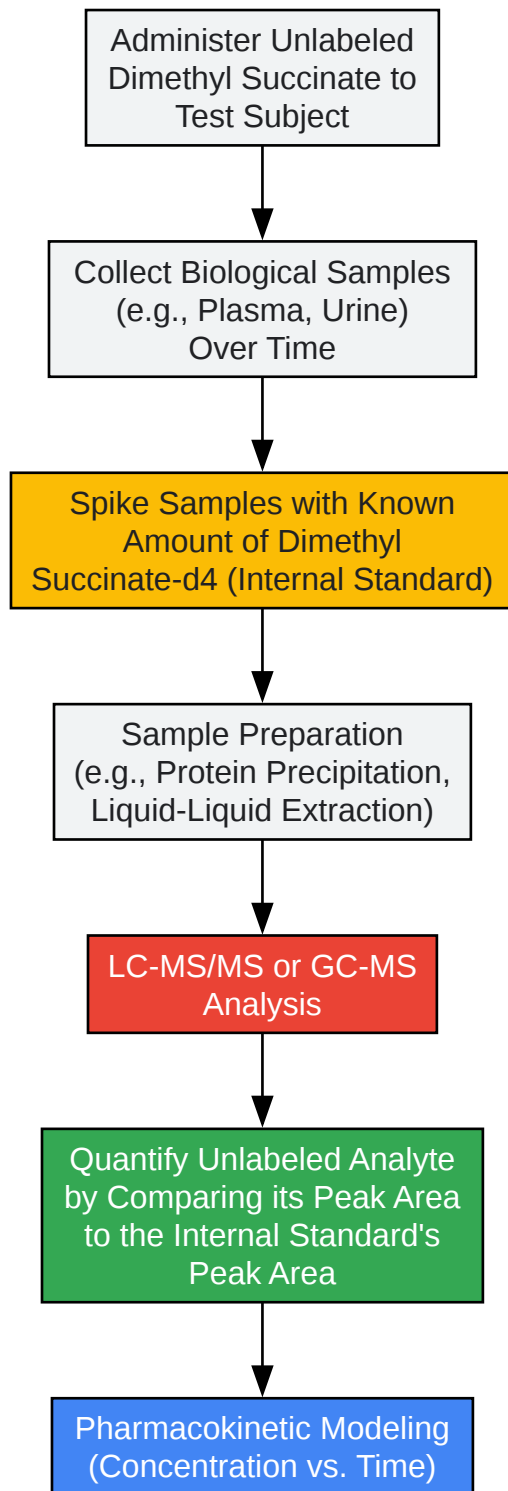 Administer Unlabeled
Dimethyl Succinate to
Test Subject
Collect Biological Samples
(e.g., Plasma, Urine)
Over Time
Spike Samples with Known
Amount of Dimethyl
Succinate-d4 (Internal Standard)
Sample Preparation
(e.g., Protein Precipitation,
Liquid-Liquid Extraction)
LC-MS/MS or GC-MS
Analysis
Quantify Unlabeled Analyte
by Comparing its Peak Area
to the Internal Standard's
Peak Area
Pharmacokinetic Modeling
(Concentration vs. Time)